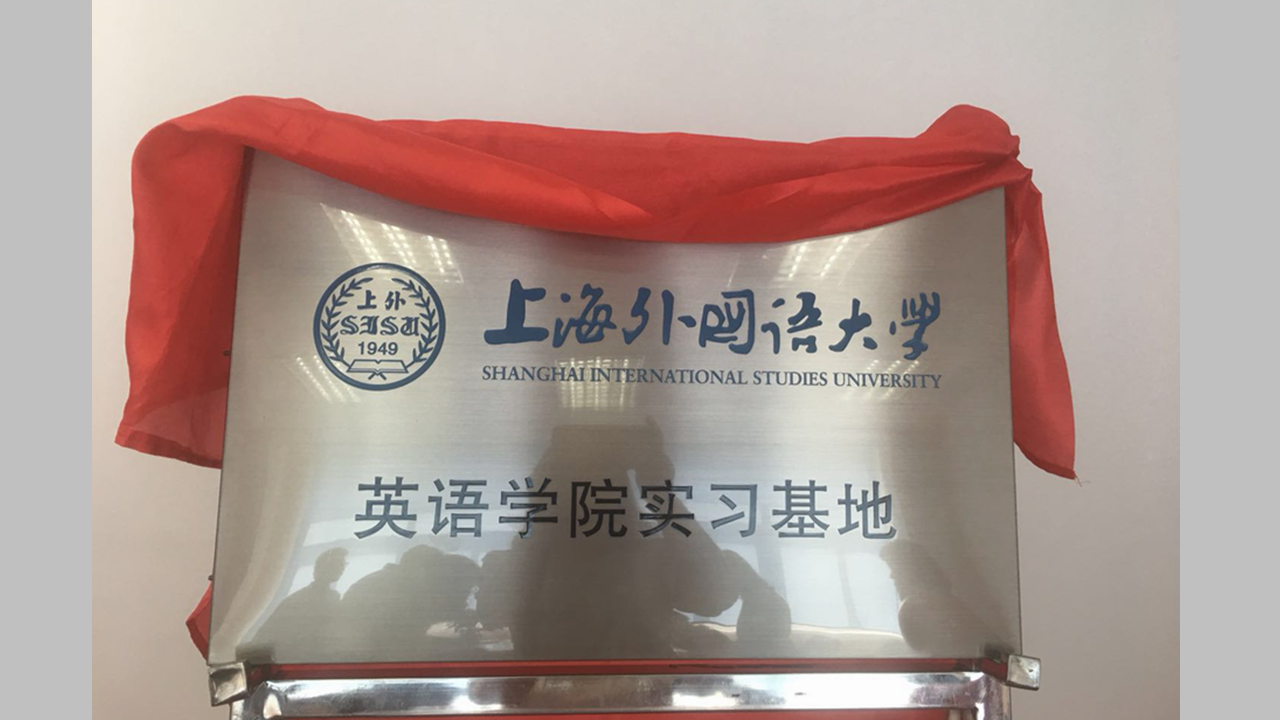 上外
SISU
1949
上海外国语大学
SHANGHAI INTERNATIONAL STUDIES UNIVERSITY
英语学院实习基地